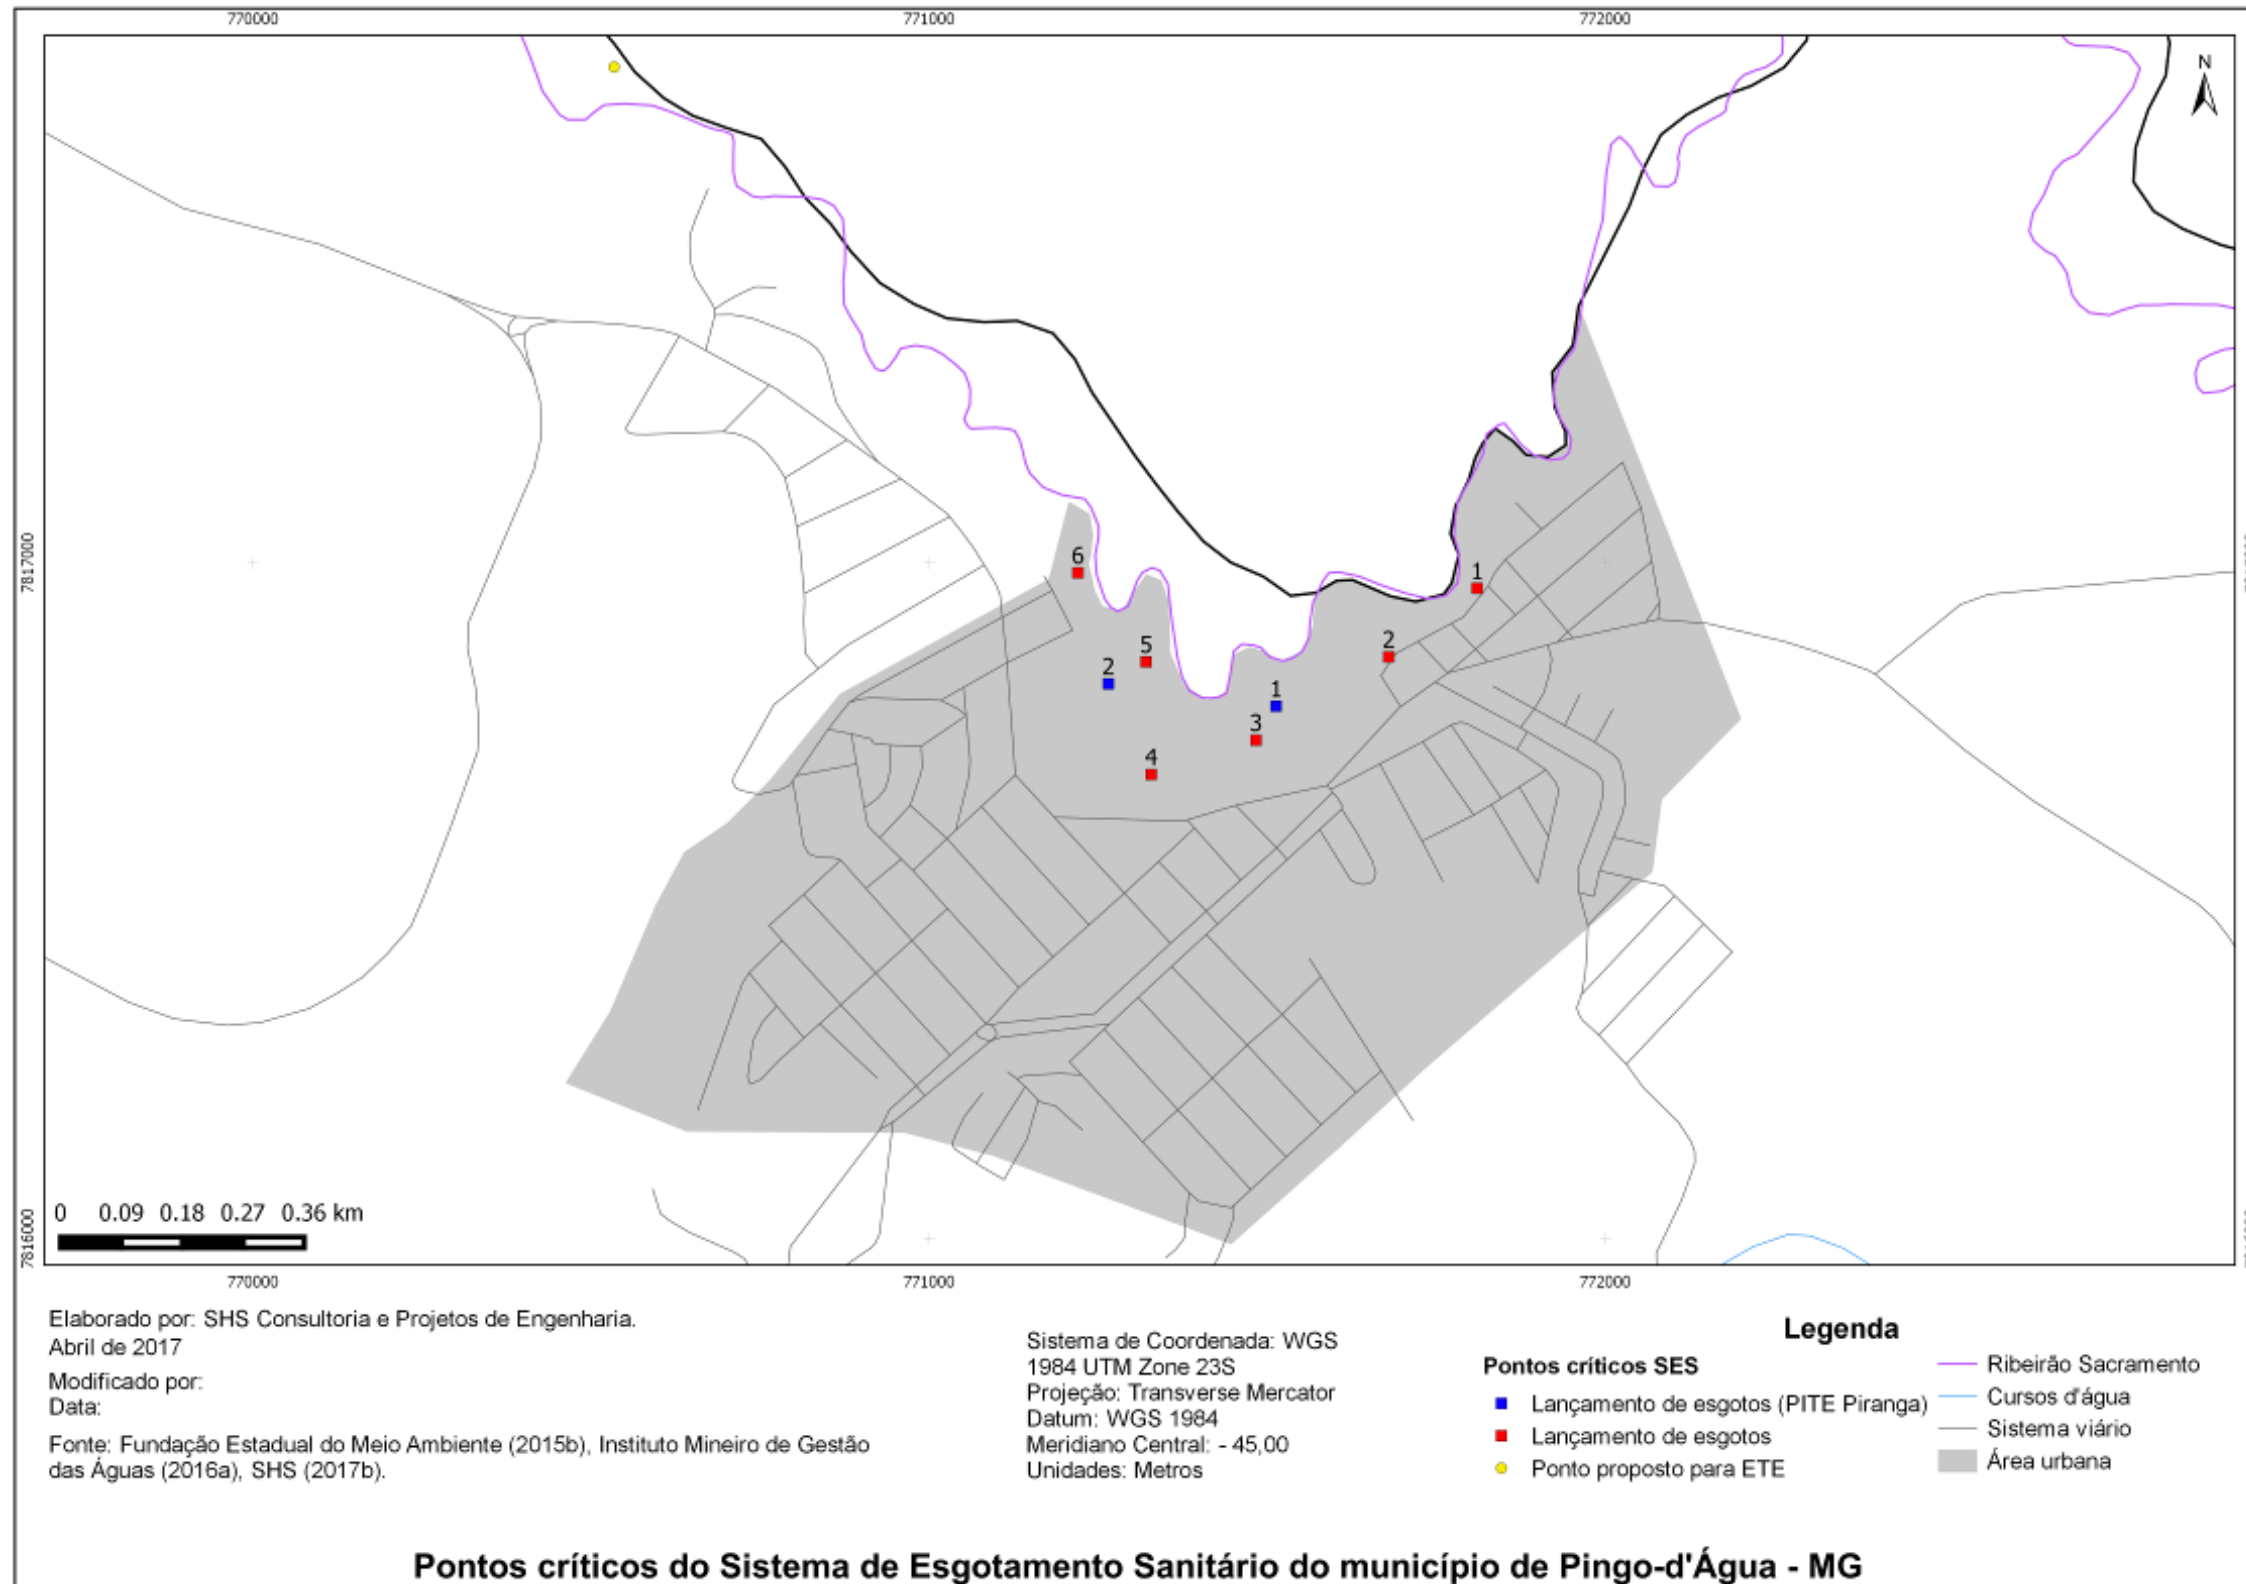 770000 771000 772000
N
7817000
6
1
2
5
2
1
3
4
7816000
0 0.09 0.18 0.27 0.36 km
770000 771000 772000
Elaborado por: SHS Consultoria e Projetos de Engenharia.
Abril de 2017
Modificado por:
Data:
Fonte: Fundação Estadual do Meio Ambiente (2015b), Instituto Mineiro de Gestão
das Águas (2016a), SHS (2017b).
Sistema de Coordenada: WGS
1984 UTM Zone 23S
Projeção: Transverse Mercator
Datum: WGS 1984
Meridiano Central: - 45,00
Unidades: Metros
Legenda
Pontos críticos SES
Lançamento de esgotos (PITE Piranga)
Lançamento de esgotos
Ponto proposto para ETE
Ribeirão Sacramento
Cursos d'água
Sistema viário
Área urbana
Pontos críticos do Sistema de Esgotamento Sanitário do município de Pingo-d'Água - MG